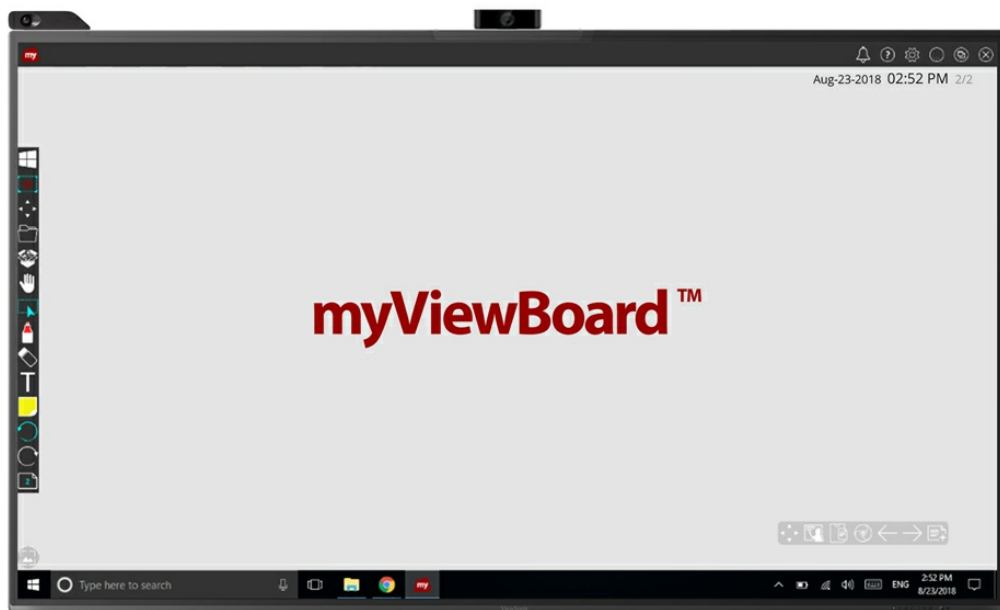 my
Aug-23-2018 02:52 PM 2/2
T
myViewBoard™
2
Type here to search
my
ENG
2:52 PM
8/23/2018